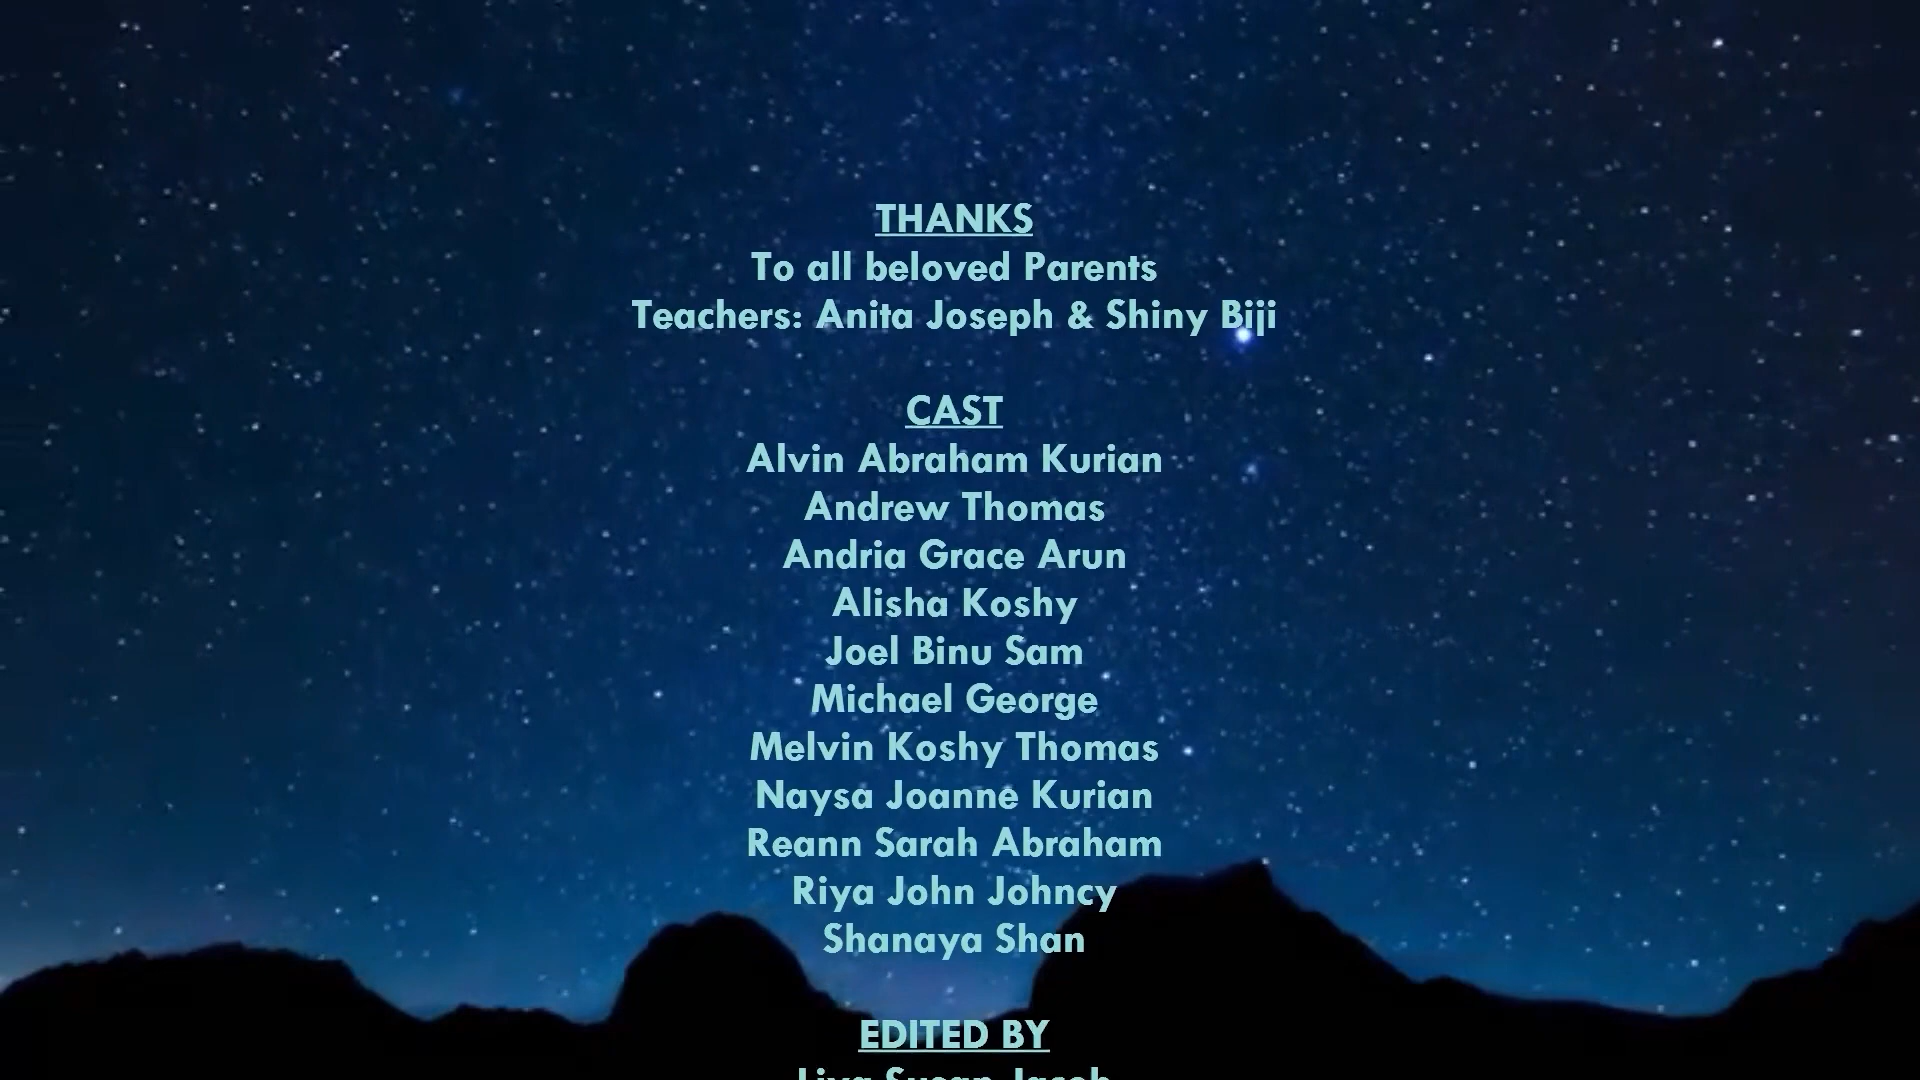 THANKS
To all beloved Parents
Teachers: Anita Joseph & Shiny Biji
CAST
Alvin Abraham Kurian
Andrew Thomas
Andria Grace Arun
Alisha Koshy
Joel Binu Sam
Michael George
Melvin Koshy Thomas
Naysa Joanne Kurian
Reann Sarah Abraham
Riya John Johncy
Shanaya Shan
EDITED BY
Susan Jacob